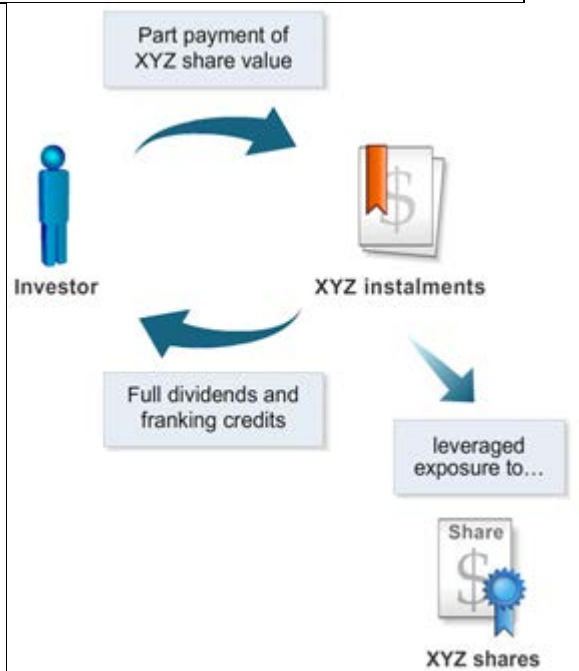 Part payment of
XYZ share value
$
Investor
XYZ instalments
Full dividends and
franking credits
leveraged
exposure to...
Share
$
XYZ shares